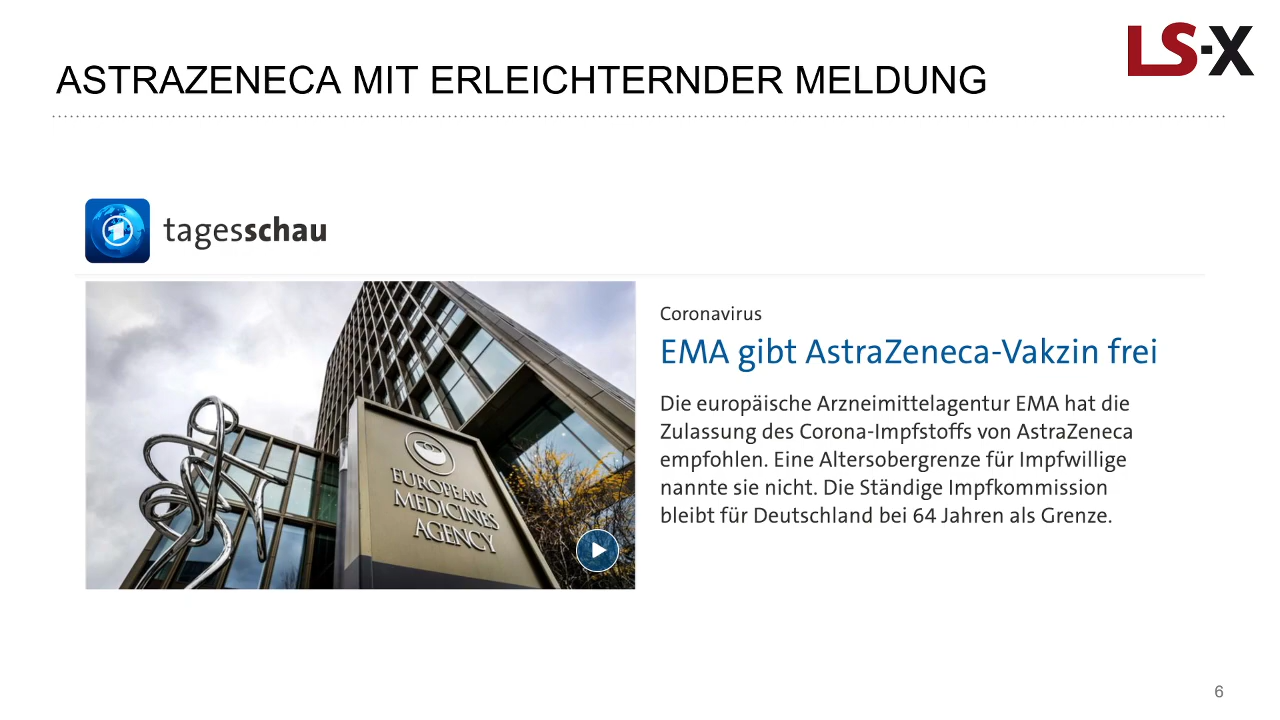 LS-X
ASTRAZENECA MIT ERLEICHTERNDER MELDUNG
tagesschau
EUROPEAN
MEDICINES
AGENCY
Coronavirus
EMA gibt AstraZeneca-Vakzin frei
Die europäische Arzneimittelagentur EMA hat die
Zulassung des Corona-Impfstoffs von AstraZeneca
empfohlen. Eine Altersobergrenze für Impfwillige
nannte sie nicht. Die Ständige Impfkommission
bleibt für Deutschland bei 64 Jahren als Grenze.
6